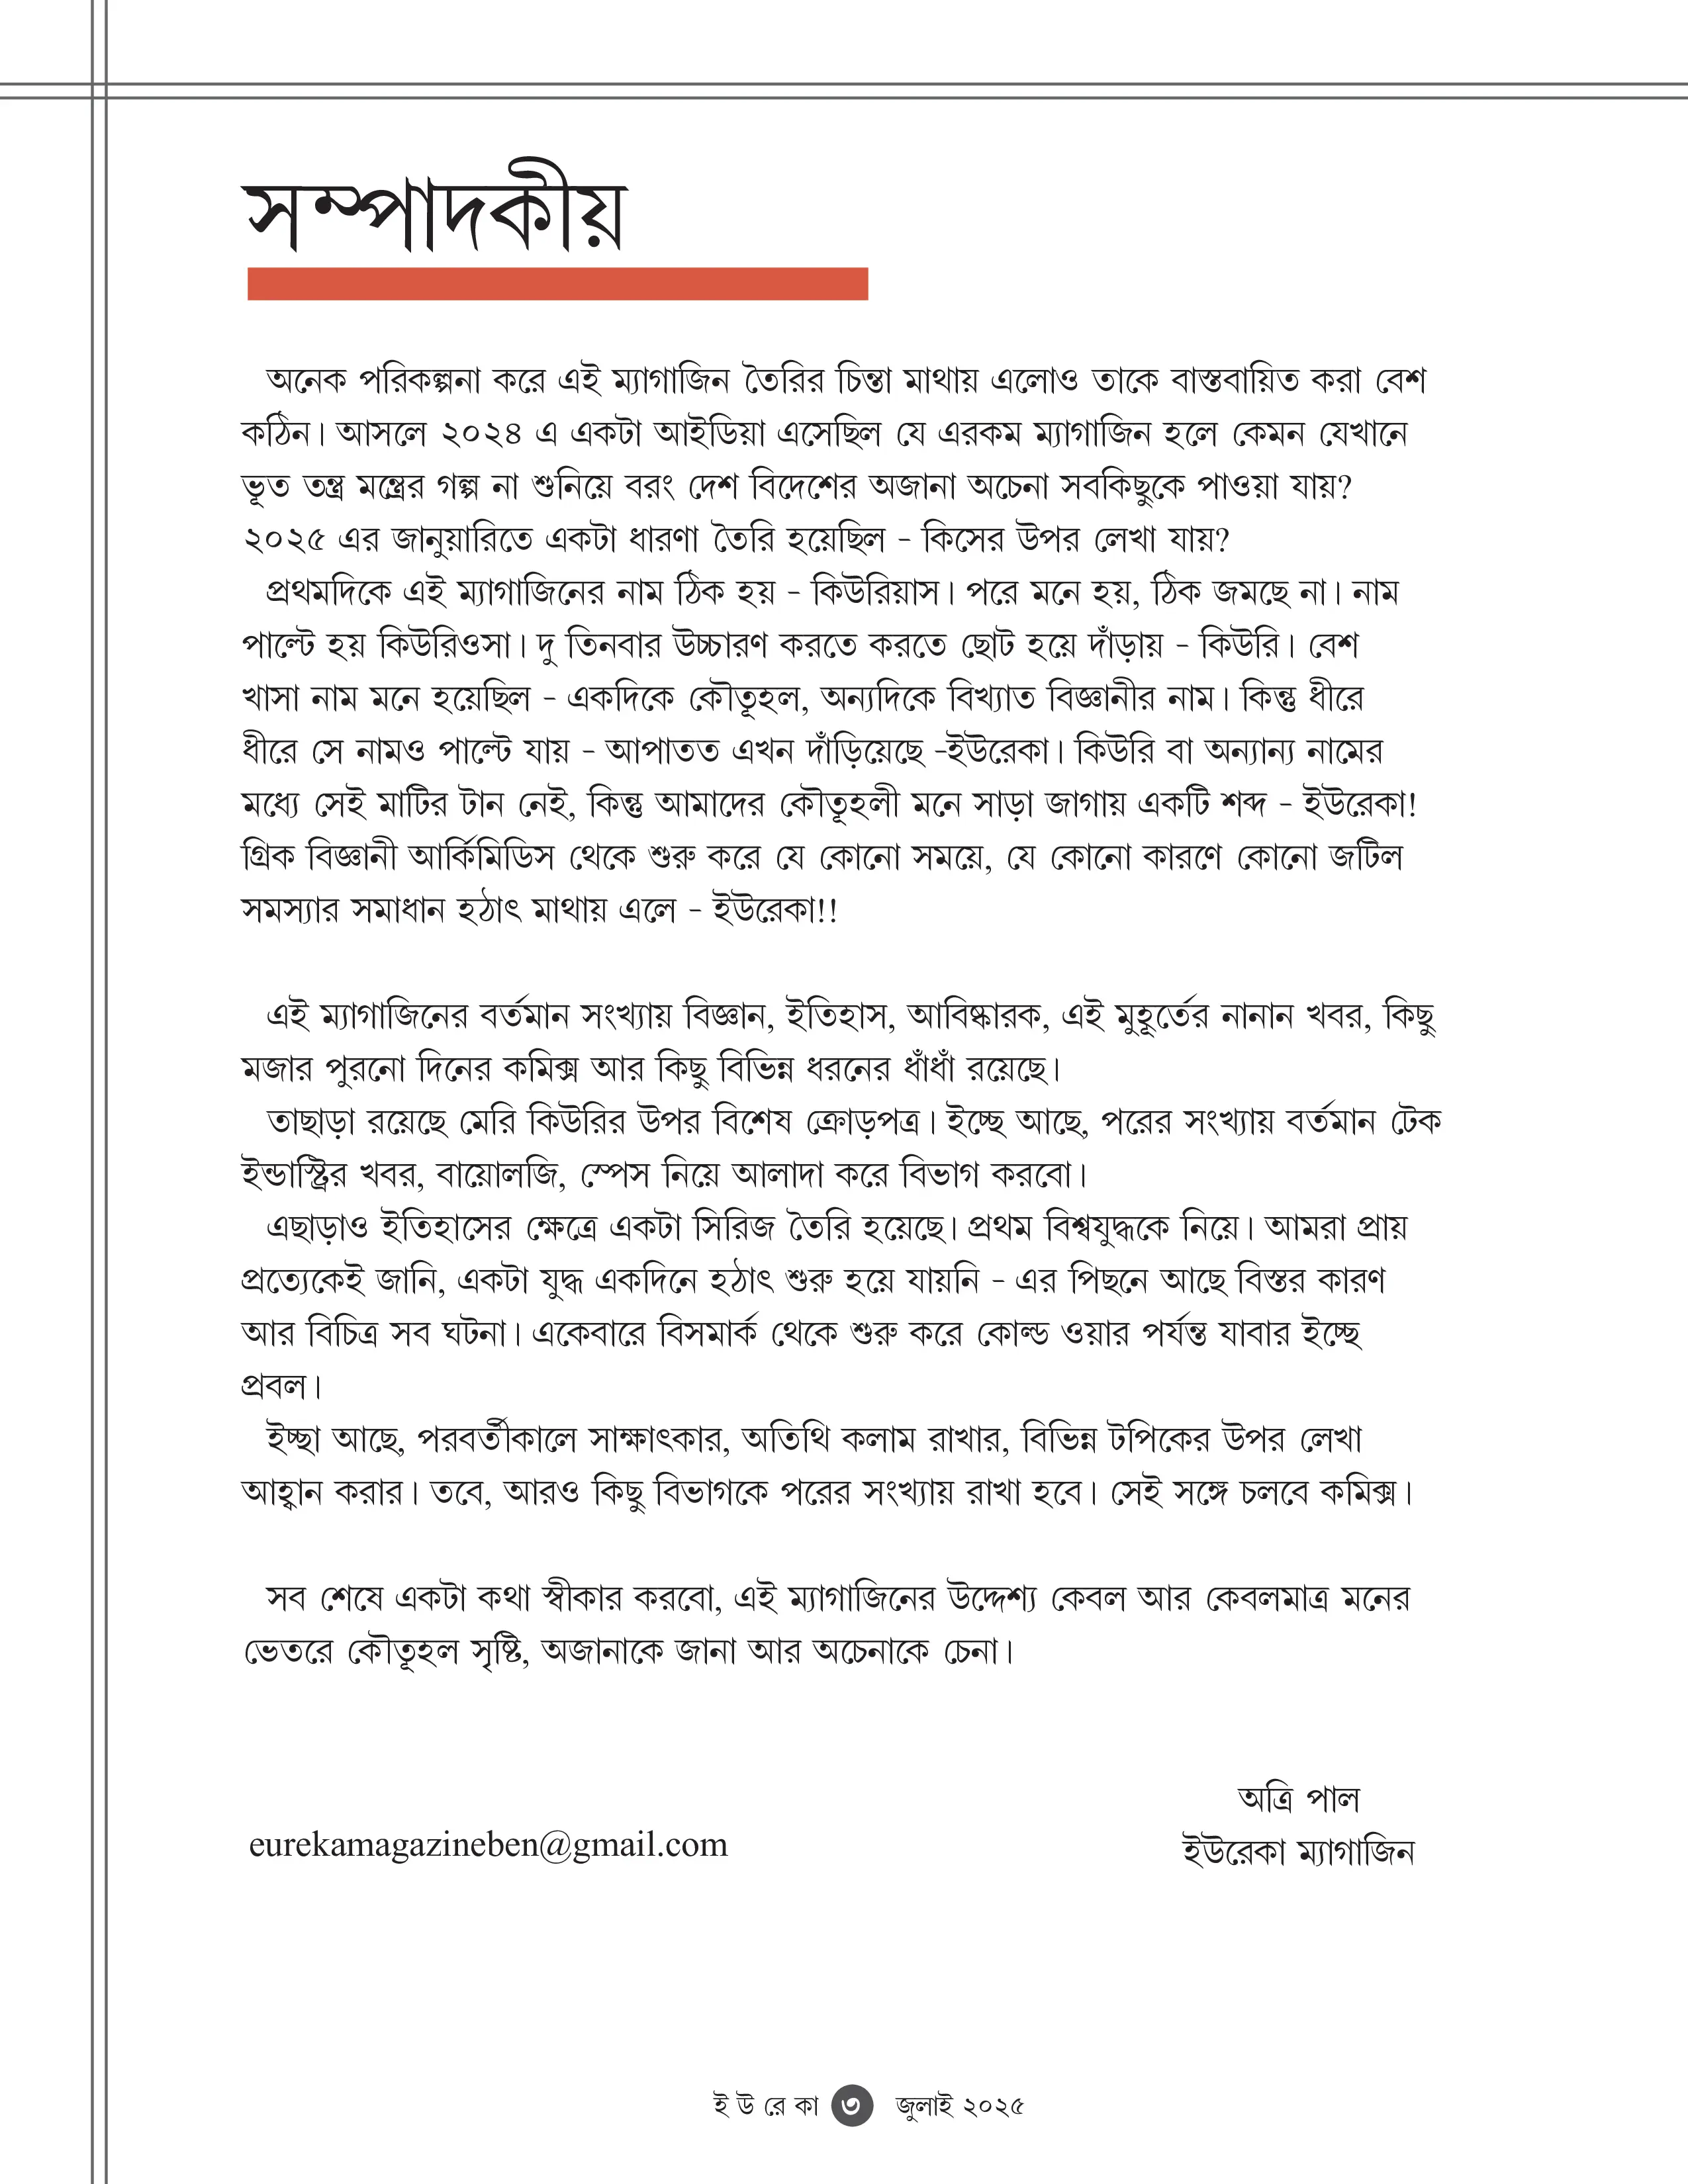 সম্পাদকীয়
অনেক পরিকল্পনা করে এই ম্যাগাজিন তৈরির চিন্তা মাথায় এলোও তাকে বাস্তবায়িত করা বেশ
কঠিন। আসলে ২০২৪ এ একটা আইডিয়া এসেছিল যে এরকম ম্যাগাজিন হলে কেমন যেখানে
ভূত তন্ত্র মন্ত্রের গল্প না শুনিয়ে বরং দেশ বিদেশের অজানা অচেনা সবকিছুকে পাওয়া যায়?
২০২৫ এর জানুয়ারিতে একটা ধারণা তৈরি হয়েছিল - কিসের উপর লেখা যায়?
প্রথমদিকে এই ম্যাগাজিনের নাম ঠিক হয় - কিউরিয়াস। পরে মনে হয়, ঠিক জমছে না। নাম
পাল্টে হয় কিউরিওসা। দু তিনবার উচ্চারণ করতে করতে ছোট হয়ে দাঁড়ায় - কিউরি। বেশ
খাসা নাম মনে হয়েছিল - একদিকে কৌতূহল, অন্যদিকে বিখ্যাত বিজ্ঞানীর নাম। কিন্তু ধীরে
ধীরে সে নামও পাল্টে যায় - আপাতত এখন দাঁড়িয়েছে -ইউরেকা। কিউরি বা অন্যান্য নামের
মধ্যে সেই মাটির টান নেই, কিন্তু আমাদের কৌতূহলী মনে সাড়া জাগায় একটি শব্দ - ইউরেকা!
গ্রিক বিজ্ঞানী আর্কিমিডিস থেকে শুরু করে যে কোনো সময়ে, যে কোনো কারণে কোনো জটিল
সমস্যার সমাধান হঠাৎ মাথায় এলে - ইউরেকা!!
এই ম্যাগাজিনের বর্তমান সংখ্যায় বিজ্ঞান, ইতিহাস, আবিষ্কারক, এই মুহূর্তের নানান খবর, কিছু
মজার পুরনো দিনের কমিক্স আর কিছু বিভিন্ন ধরনের ধাঁধাঁ রয়েছে।
তাছাড়া রয়েছে মেরি কিউরির উপর বিশেষ ক্রোড়পত্র। ইচ্ছে আছে, পরের সংখ্যায় বর্তমান টেক
ইন্ডাস্ট্রির খবর, বায়োলজি, স্পেস নিয়ে আলাদা করে বিভাগ করবো।
এছাড়াও ইতিহাসের ক্ষেত্রে একটা সিরিজ তৈরি হয়েছে। প্রথম বিশ্বযুদ্ধকে নিয়ে। আমরা প্রায়
প্রত্যেকেই জানি, একটা যুদ্ধ একদিনে হঠাৎ শুরু হয়ে যায়নি - এর পিছনে আছে বিস্তর কারণ
আর বিচিত্র সব ঘটনা। একেবারে বিসমার্ক থেকে শুরু করে কোল্ড ওয়ার পর্যন্ত যাবার ইচ্ছে
প্রবল।
ইচ্ছা আছে, পরবর্তীকালে সাক্ষাৎকার, অতিথি কলাম রাখার, বিভিন্ন টপিকের উপর লেখা
আহ্বান করার। তবে, আরও কিছু বিভাগকে পরের সংখ্যায় রাখা হবে। সেই সঙ্গে চলবে কমিক্স।
সব শেষে একটা কথা স্বীকার করবো, এই ম্যাগাজিনের উদ্দেশ্য কেবল আর কেবলমাত্র মনের
ভেতরে কৌতূহল সৃষ্টি, অজানাকে জানা আর অচেনাকে চেনা।
অত্রি পাল
eurekamagazineben@gmail.com
ইউরেকা ম্যাগাজিন
ই উ রে কা ৩ জুলাই ২০২৫